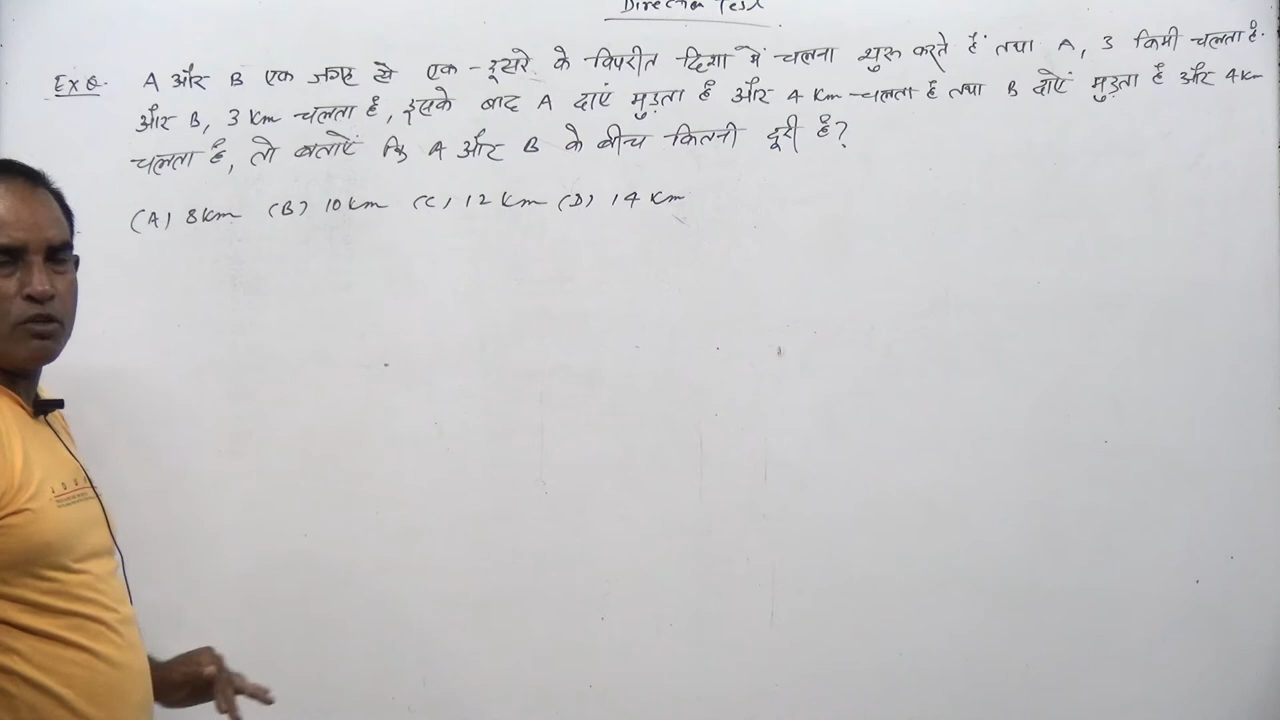 Direction Test
Ex 8. A और B एक जगह से एक-दूसरे के विपरीत दिशा में चलना शुरू करते हैं तथा A, 3 किमी चलता है.
और B, 3 Km चलता है, इसके बाद A दाएं मुड़ता है और 4 Km चलता है तथा B दाएं मुड़ता है और 4 Km
चलता है, तो बताऐं कि A और B के बीच कितनी दूरी है?
(A) 8 Km (B) 10 Km (C) 12 Km (D) 14 Km